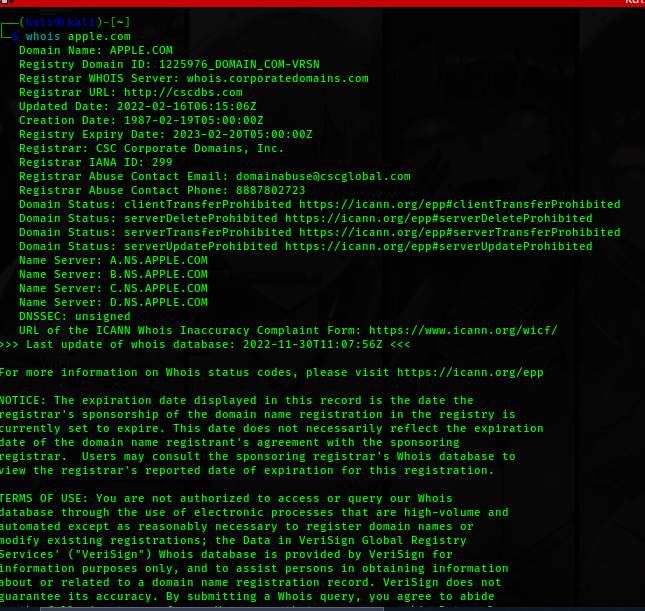 Kal
┌──(kali㉿kali)-[~]
└─$ whois apple.com
Domain Name: APPLE.COM
Registry Domain ID: 1225976_DOMAIN_COM-VRSN
Registrar WHOIS Server: whois.corporatedomains.com
Registrar URL: http://cscdbs.com
Updated Date: 2022-02-16T06:15:06Z
Creation Date: 1987-02-19T05:00:00Z
Registry Expiry Date: 2023-02-20T05:00:00Z
Registrar: CSC Corporate Domains, Inc.
Registrar IANA ID: 299
Registrar Abuse Contact Email: domainabuse@cscglobal.com
Registrar Abuse Contact Phone: 8887802723
Domain Status: clientTransferProhibited https://icann.org/epp#clientTransferProhibited
Domain Status: serverDeleteProhibited https://icann.org/epp#serverDeleteProhibited
Domain Status: serverTransferProhibited https://icann.org/epp#serverTransferProhibited
Domain Status: serverUpdateProhibited https://icann.org/epp#serverUpdateProhibited
Name Server: A.NS.APPLE.COM
Name Server: B.NS.APPLE.COM
Name Server: C.NS.APPLE.COM
Name Server: D.NS.APPLE.COM
DNSSEC: unsigned
URL of the ICANN Whois Inaccuracy Complaint Form: https://www.icann.org/wicf/
>>> Last update of whois database: 2022-11-30T11:07:56Z <<<
For more information on Whois status codes, please visit https://icann.org/epp
NOTICE: The expiration date displayed in this record is the date the
registrar's sponsorship of the domain name registration in the registry is
currently set to expire. This date does not necessarily reflect the expiration
date of the domain name registrant's agreement with the sponsoring
registrar.  Users may consult the sponsoring registrar's Whois database to
view the registrar's reported date of expiration for this registration.
TERMS OF USE: You are not authorized to access or query our Whois
database through the use of electronic processes that are high-volume and
automated except as reasonably necessary to register domain names or
modify existing registrations; the Data in VeriSign Global Registry
Services' ("VeriSign") Whois database is provided by VeriSign for
information purposes only, and to assist persons in obtaining information
about or related to a domain name registration record. VeriSign does not
guarantee its accuracy. By submitting a Whois query, you agree to abide